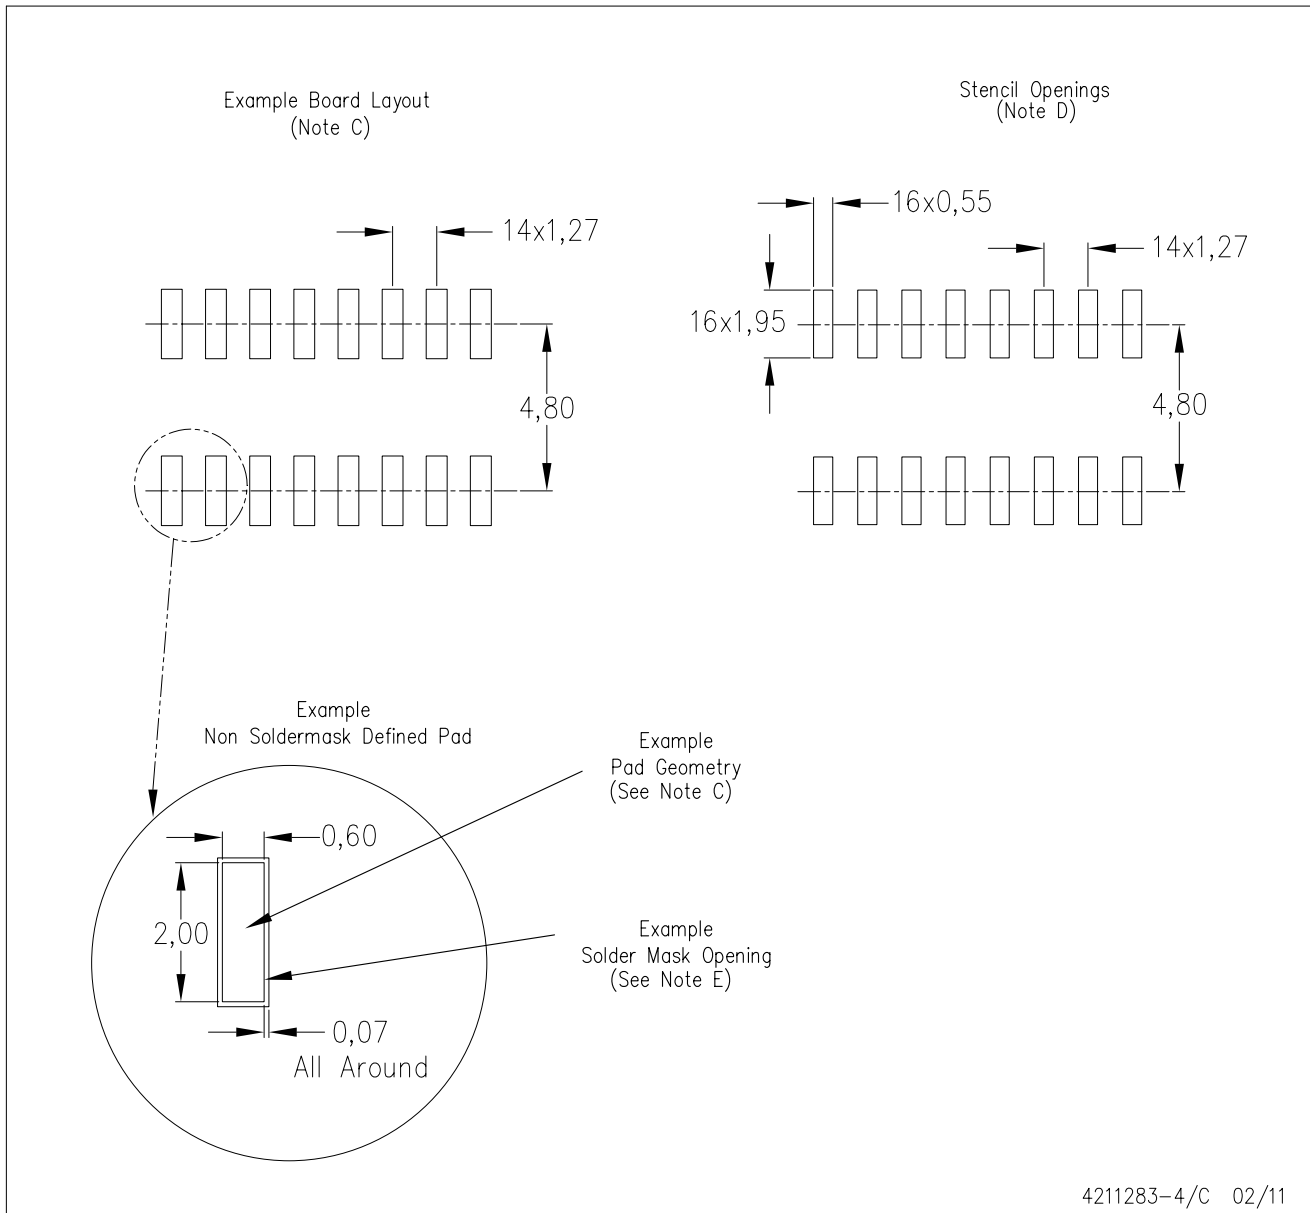 Example Board Layout
(Note C)
Stencil Openings
(Note D)
14x1,27
4,80
16x0,55
14x1,27
16x1,95
4,80
Example
Non Soldermask Defined Pad
0,60
2,00
0,07
All Around
Example
Pad Geometry
(See Note C)
Example
Solder Mask Opening
(See Note E)
4211283-4/C 02/11